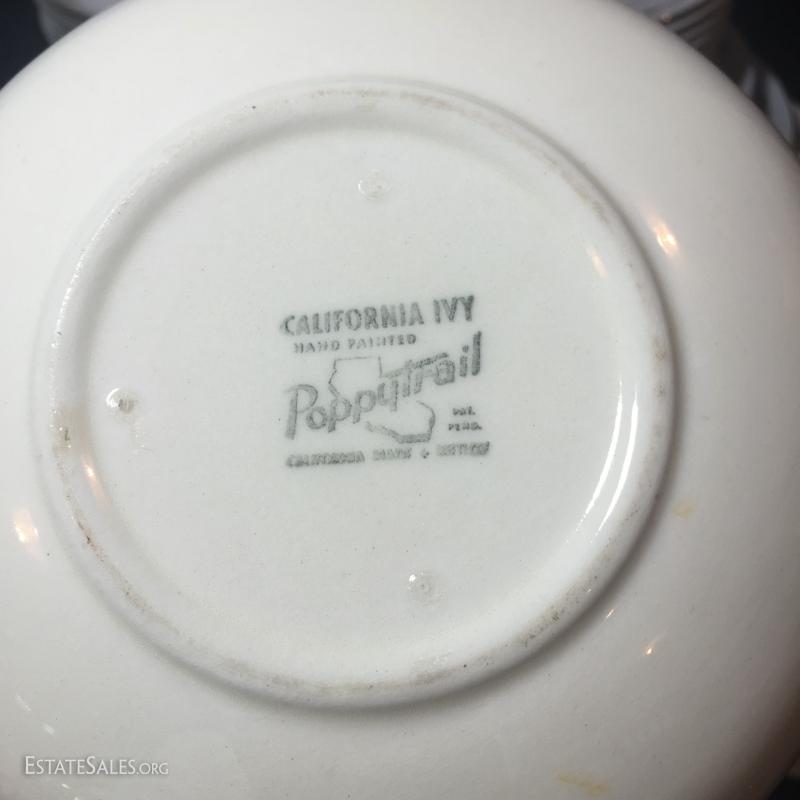 CALIFORNIA IVY
HAND PAINTED
Poppytrail
PAT.
PEND.
CALIFORNIA MADE + METLOX
ESTATESALES.ORG